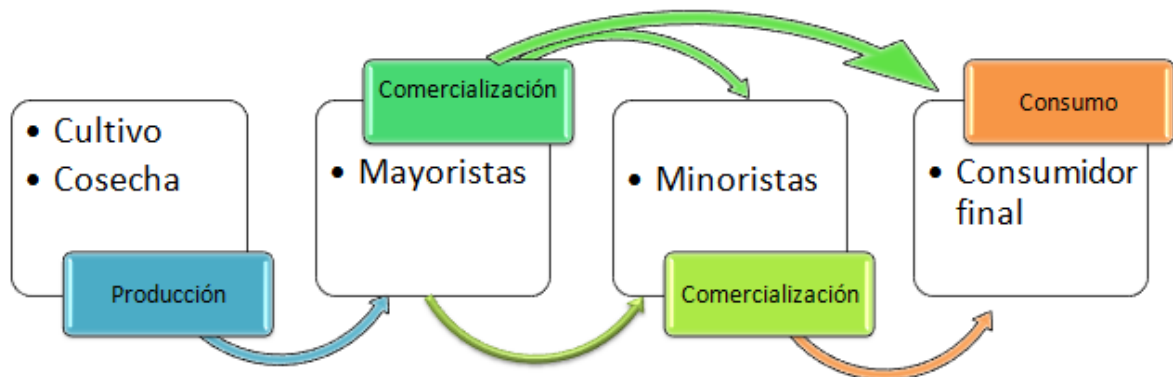 • Cultivo
• Cosecha
Producción
Comercialización
• Mayoristas
• Minoristas
Comercialización
Consumo
• Consumidor
final